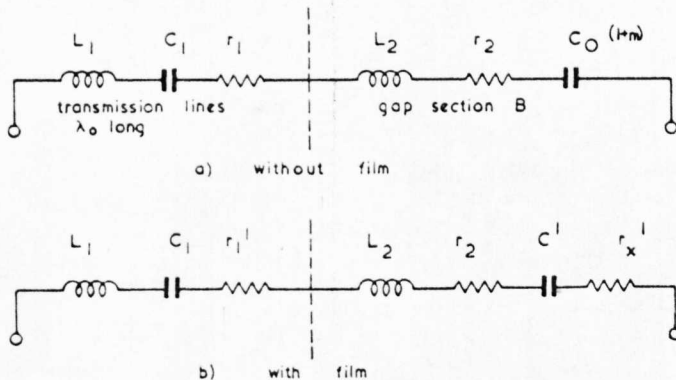 L₁ C₁ r₁ L₂ r₂ C₀ (1+m)
transmission lines gap section B
λ₀ long
a) without film
L₁ C₁ r₁' L₂ r₂ C' rₓ'
b) with film